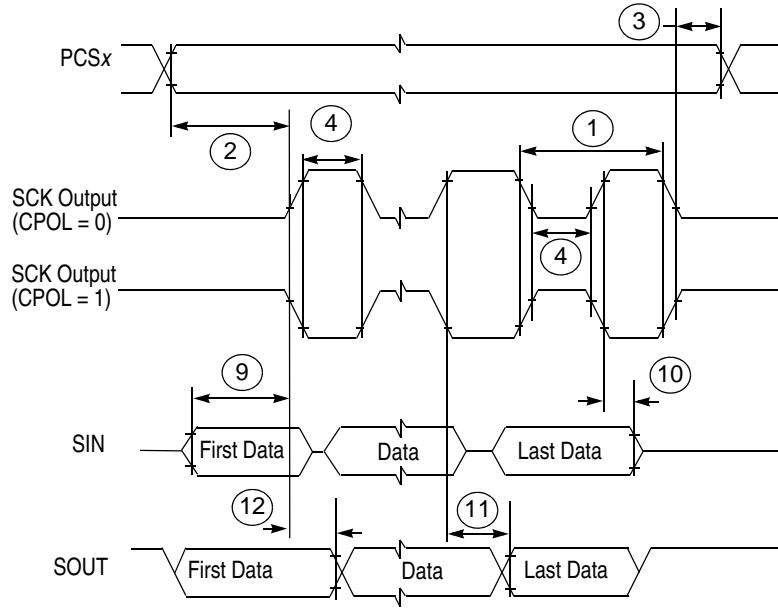 3
PCSx
2
4
1
SCK Output
(CPOL = 0)
4
SCK Output
(CPOL = 1)
9
10
SIN
First Data
Data
Last Data
12
11
SOUT
First Data
Data
Last Data